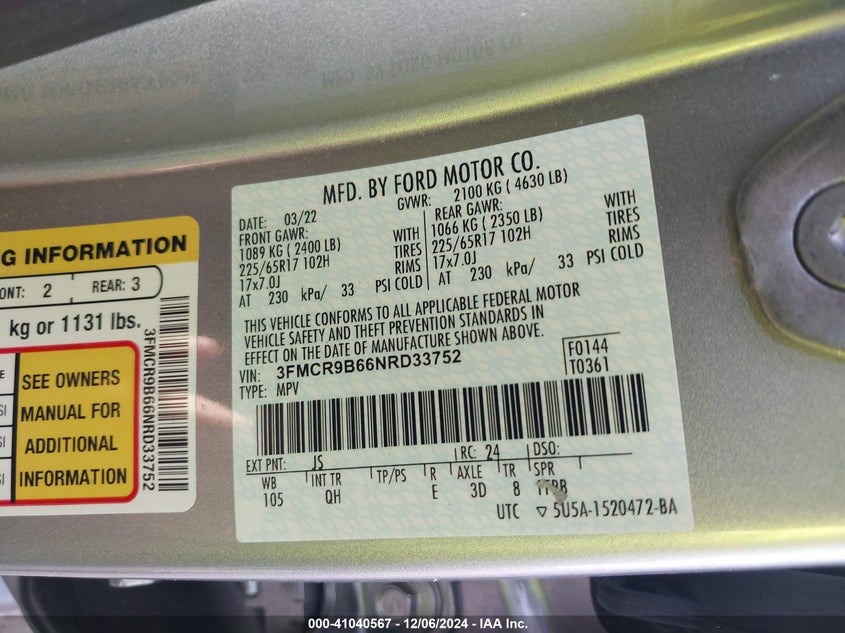 MFD. BY FORD MOTOR CO.
DATE: 03/22 GVWR: 2100 KG ( 4630 LB)
FRONT GAWR: REAR GAWR:
1089 KG ( 2400 LB) WITH 1066 KG ( 2350 LB) WITH
225/65R17 102H TIRES 225/65R17 102H TIRES
17x7.0J RIMS 17x7.0J RIMS
AT 230 kPa/ 33 PSI COLD AT 230 kPa/ 33 PSI COLD
THIS VEHICLE CONFORMS TO ALL APPLICABLE FEDERAL MOTOR
VEHICLE SAFETY AND THEFT PREVENTION STANDARDS IN
EFFECT ON THE DATE OF MANUFACTURE SHOWN ABOVE.
VIN: 3FMCR9B66NRD33752 F0144
TYPE: MPV T0361
EXT PNT: JS RC: 24 DSO:
WB INT TR TP/PS R AXLE TR SPR
105 QH E 3D 8
UTC ▽ 5U5A-1520472-BA
G INFORMATION
ONT: 2 REAR: 3
kg or 1131 lbs.
SEE OWNERS
MANUAL FOR
ADDITIONAL
INFORMATION
3FMCR9B66NRD33752
000-41040567 - 12/06/2024 - IAA Inc.